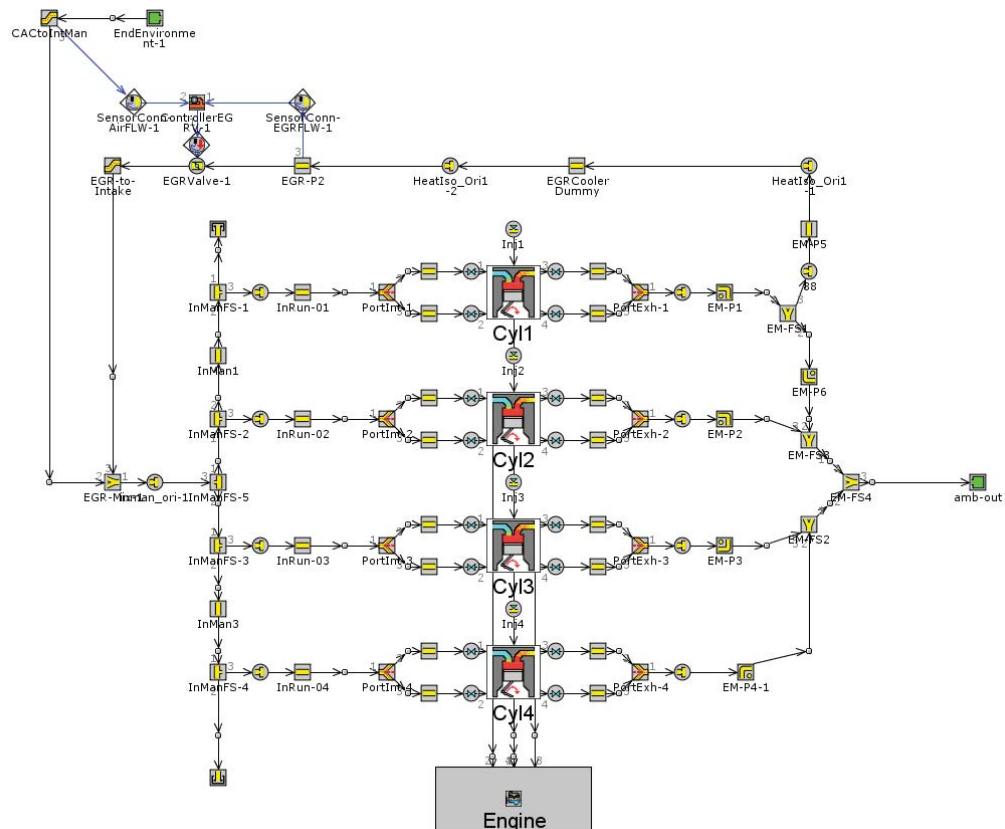 CACtoIntMan
EndEnvironme-
nt-1
SensorConn-
AirFLW-1
ControllerEG
RV-1
SensorConn-
EGRFLW-1
EGR-to-
Intake
EGRValve-1
EGR-P2
HeatIso_Ori1
-2
EGRCooler
Dummy
HeatIso_Ori1
-1
EM-P5
88
Inj1
InManFS-1
InRun-01
PortInt-1
Cyl1
PortExh-1
EM-P1
EM-FS1
InMan1
Inj2
EM-P6
InManFS-2
InRun-02
PortInt-2
Cyl2
PortExh-2
EM-P2
EM-FS3
EGR-Min-1
inman_ori-1
InManFS-5
Inj3
EM-FS4
amb-out
InManFS-3
InRun-03
PortInt-3
Cyl3
PortExh-3
EM-P3
EM-FS2
InMan3
Inj4
InManFS-4
InRun-04
PortInt-4
Cyl4
PortExh-4
EM-P4-1
Engine